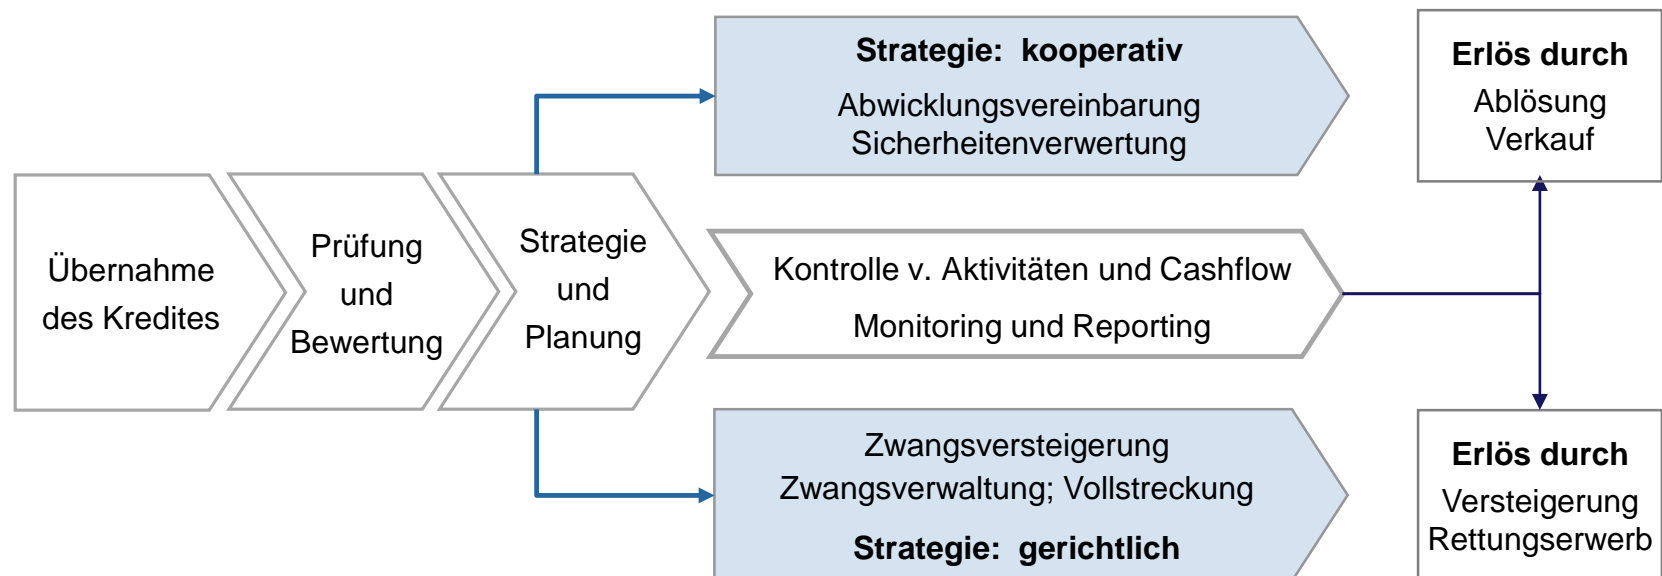 Übernahme
des Kredites
Prüfung
und
Bewertung
Strategie
und
Planung
Strategie: kooperativ
Abwicklungsvereinbarung
Sicherheitenverwertung
Kontrolle v. Aktivitäten und Cashflow
Monitoring und Reporting
Zwangsversteigerung
Zwangsverwaltung; Vollstreckung
Strategie: gerichtlich
Erlös durch
Ablösung
Verkauf
Erlös durch
Versteigerung
Rettungserwerb